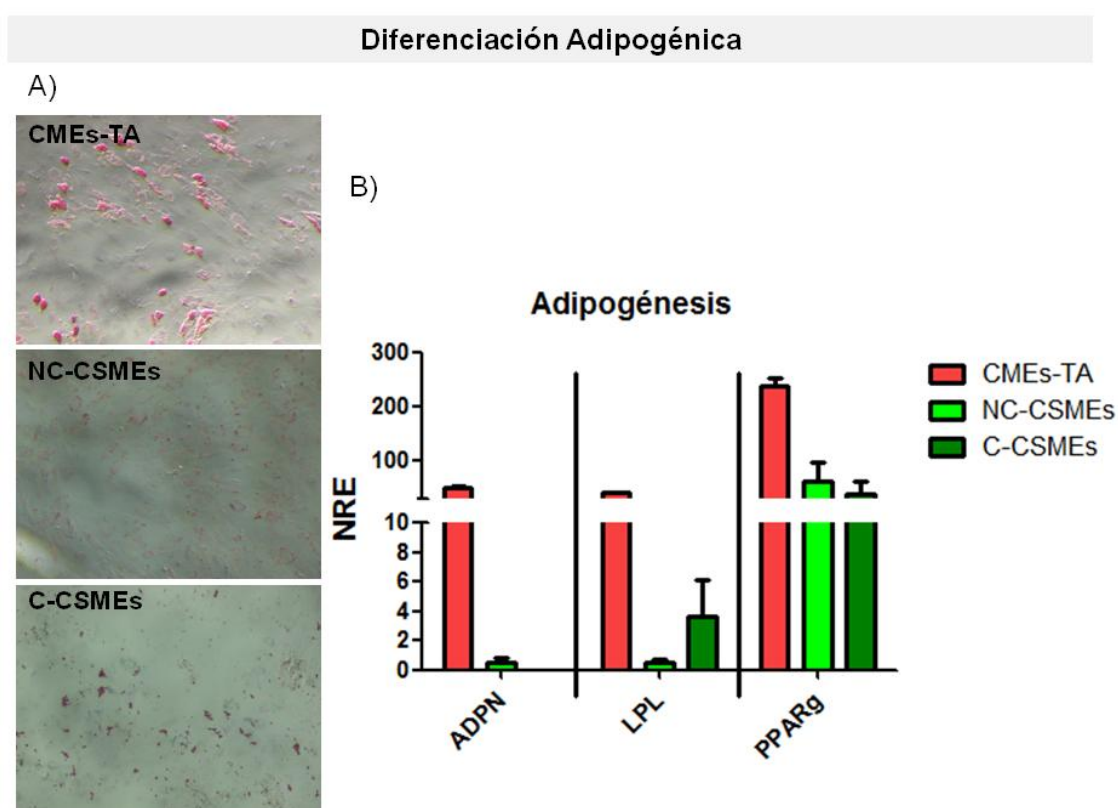 Diferenciación Adipogénica
A)
CMEs-TA
NC-CSMEs
C-CSMEs
B)
Adipogénesis
NRE
300
200
100
10
8
6
4
2
0
ADPN
LPL
PPARg
CMEs-TA
NC-CSMEs
C-CSMEs